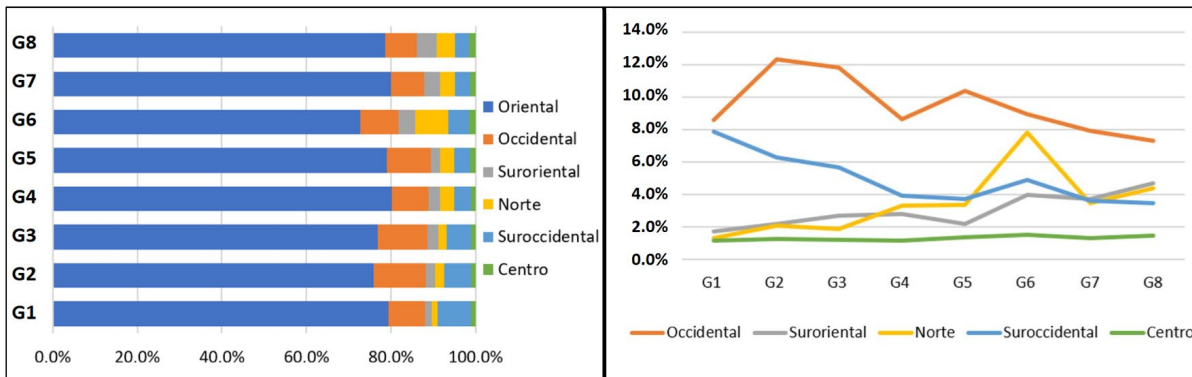 G8
G7
G6
G5
G4
G3
G2
G1
0.0% 20.0% 40.0% 60.0% 80.0% 100.0%
Oriental
Occidental
Suroriental
Norte
Suroccidental
Centro
14.0%
12.0%
10.0%
8.0%
6.0%
4.0%
2.0%
0.0%
G1 G2 G3 G4 G5 G6 G7 G8
Occidental Suroriental Norte Suroccidental Centro